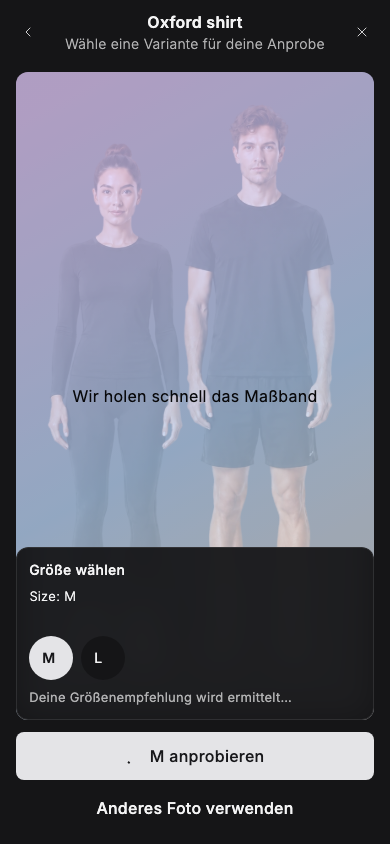 Oxford shirt
Wähle eine Variante für deine Anprobe
Wir holen schnell das Maßband
Größe wählen
Size: M
M L
Deine Größenempfehlung wird ermittelt...
M anprobieren
Anderes Foto verwenden